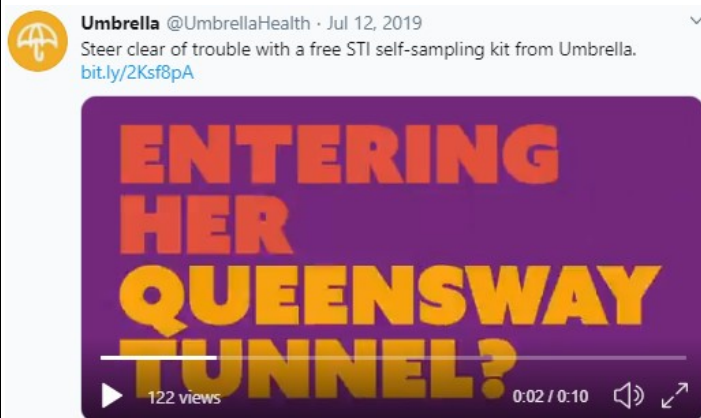 Umbrella @UmbrellaHealth · Jul 12, 2019
Steer clear of trouble with a free STI self-sampling kit from Umbrella.
bit.ly/2Ksf8pA
ENTERING
HER
QUEENSWAY
TUNNEL?
122 views
0:02 / 0:10